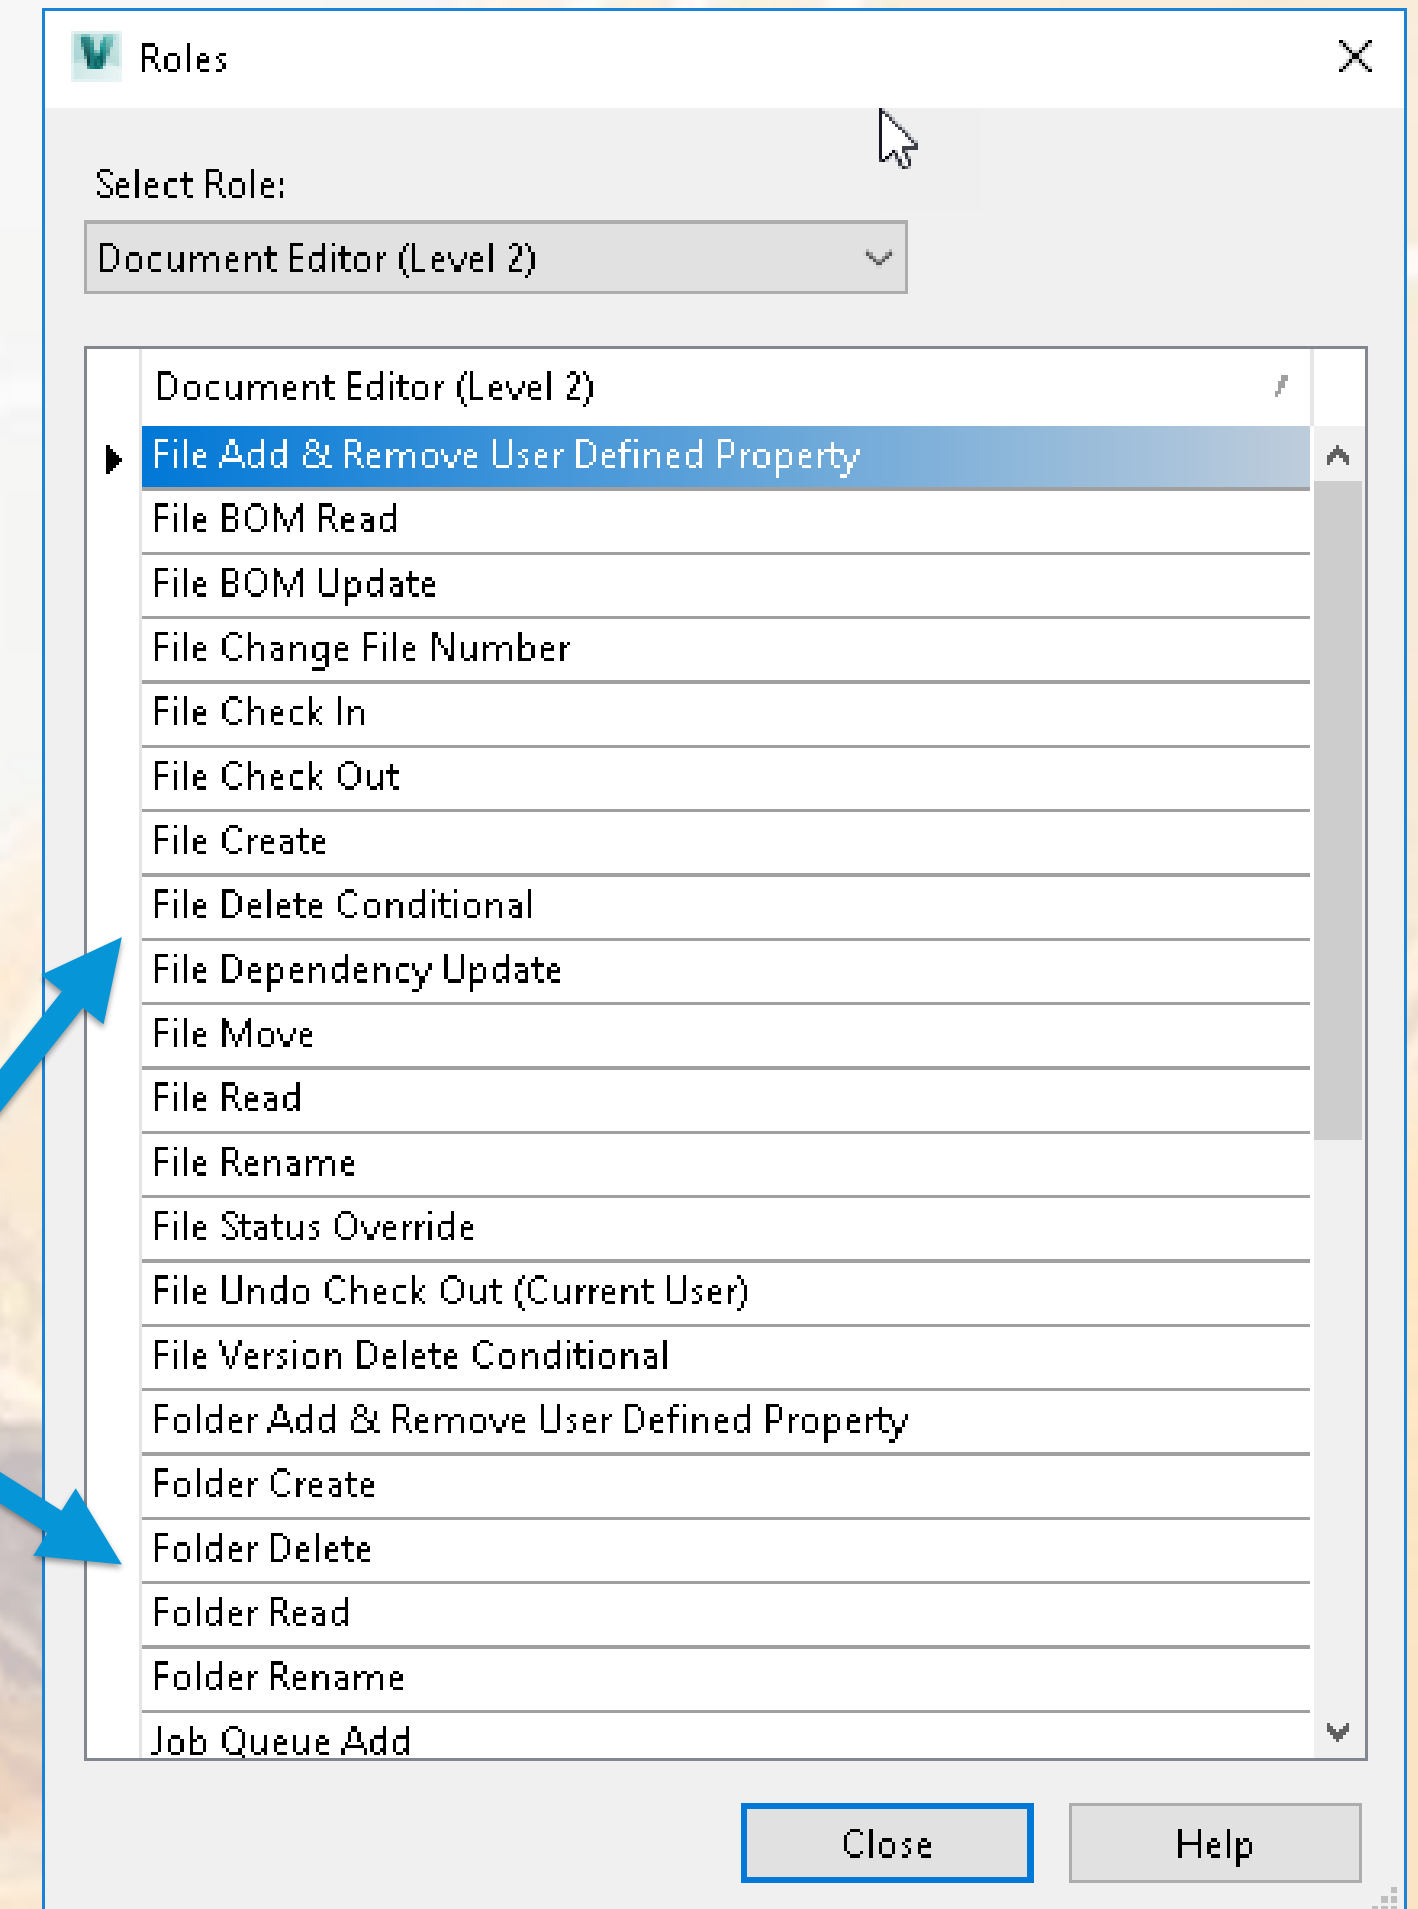 Roles
Select Role:
Document Editor (Level 2)
Document Editor (Level 2)
File Add & Remove User Defined Property
File BOM Read
File BOM Update
File Change File Number
File Check In
File Check Out
File Create
File Delete Conditional
File Dependency Update
File Move
File Read
File Rename
File Status Override
File Undo Check Out (Current User)
File Version Delete Conditional
Folder Add & Remove User Defined Property
Folder Create
Folder Delete
Folder Read
Folder Rename
Job Queue Add
Close
Help